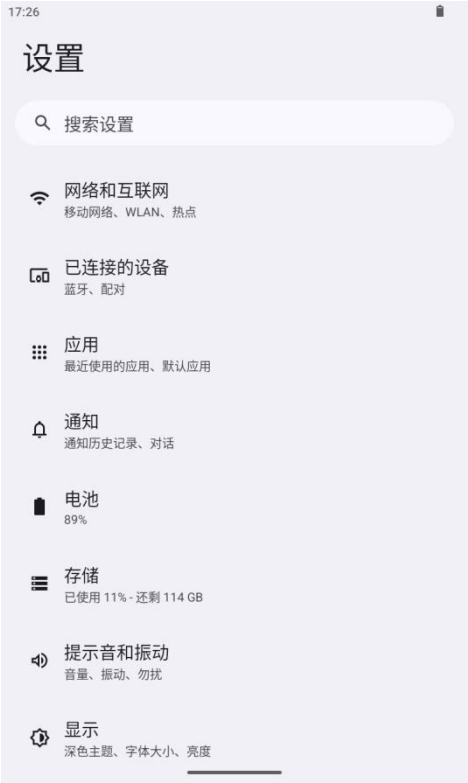 17:26
设置
搜索设置
网络和互联网
移动网络、WLAN、热点
已连接的设备
蓝牙、配对
应用
最近使用的应用、默认应用
通知
通知历史记录、对话
电池
89%
存储
已使用 11% - 还剩 114 GB
提示音和振动
音量、振动、勿扰
显示
深色主题、字体大小、亮度